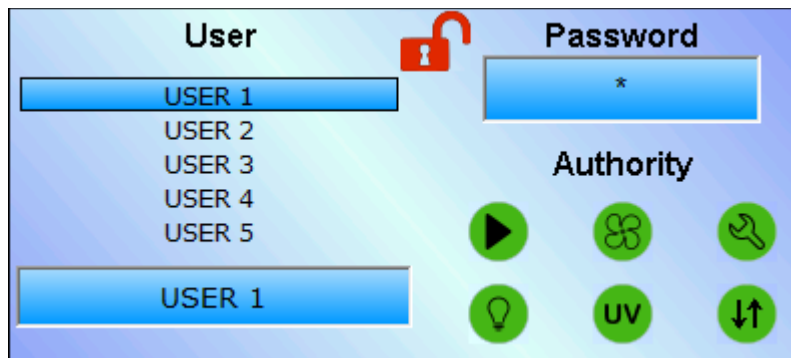 User
Password
USER 1
*
USER 2
USER 3
USER 4
USER 5
Authority
USER 1
UV